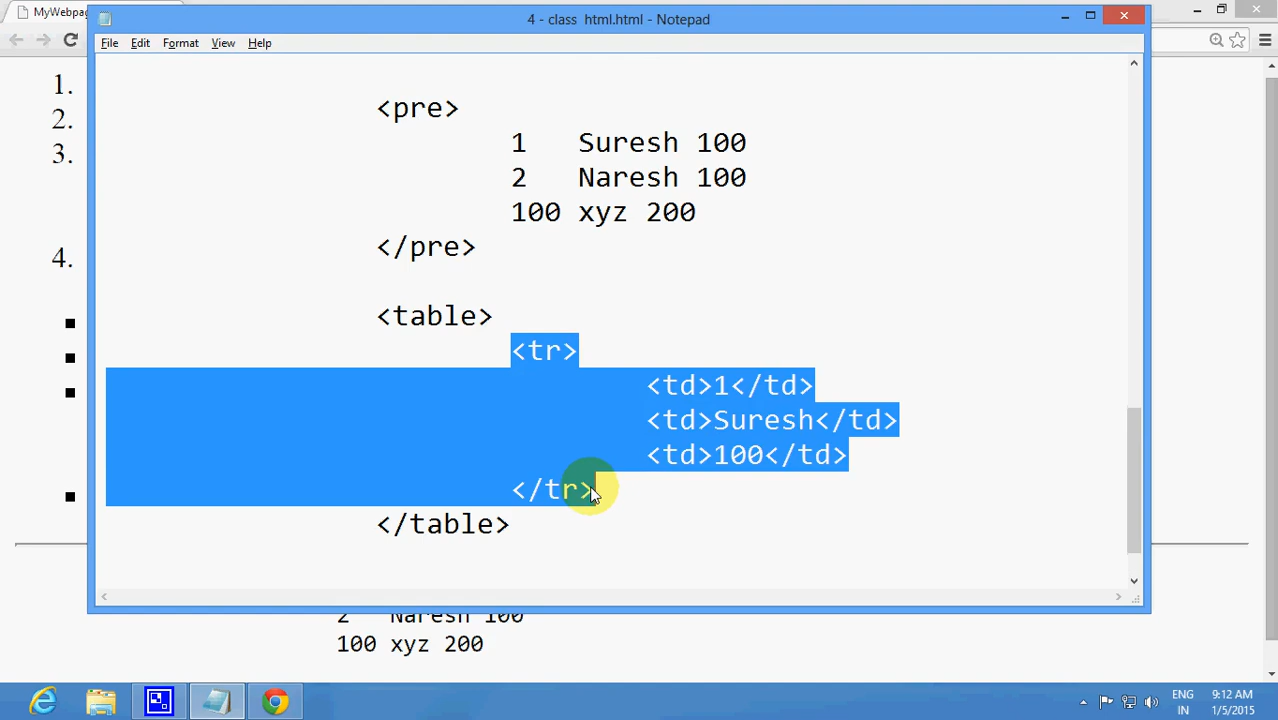 MyWebpag
4 - class  html.html - Notepad
File Edit Format View Help
1.
2.
3.
4.
<pre>
1 Suresh 100
2 Naresh 100
100 xyz 200
</pre>
<table>
<tr>
<td>1</td>
<td>Suresh</td>
<td>100</td>
</tr>
</table>
2 Naresh 100
100 xyz 200
ENG 9:12 AM
IN 1/5/2015